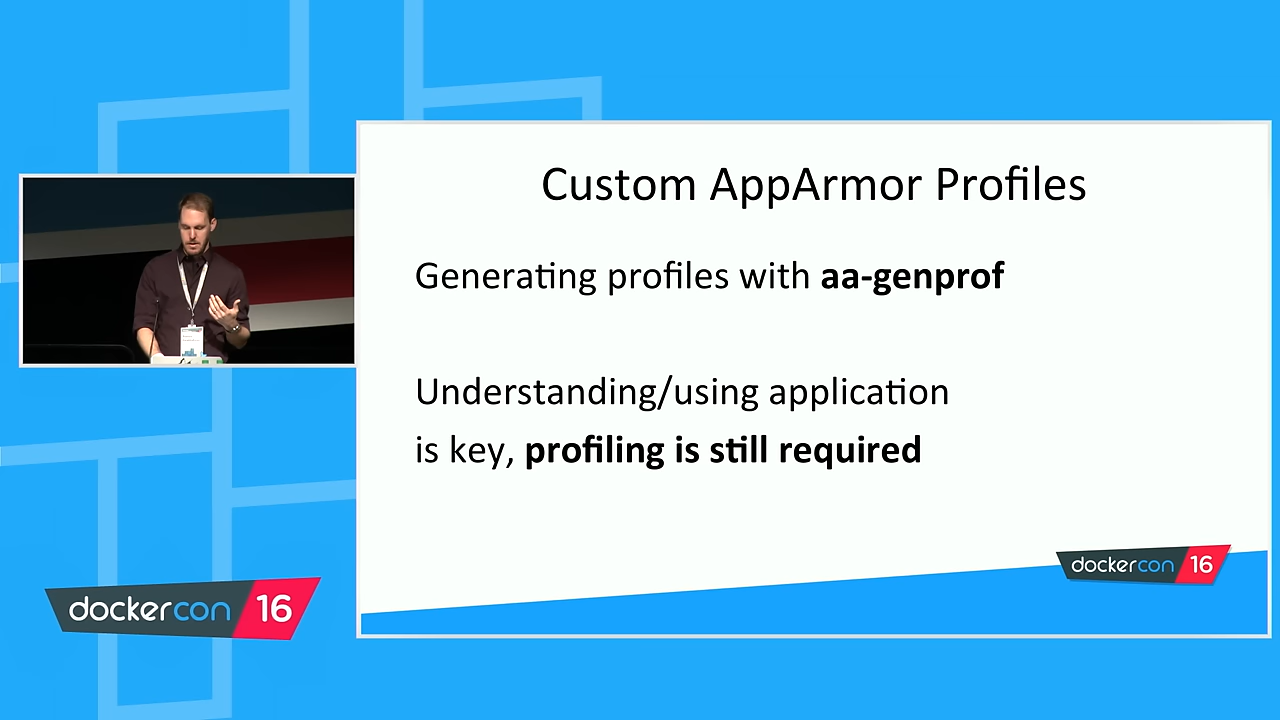 Custom AppArmor Profiles
Generating profiles with aa-genprof
Understanding/using application
is key, profiling is still required
dockercon 16
dockercon 16